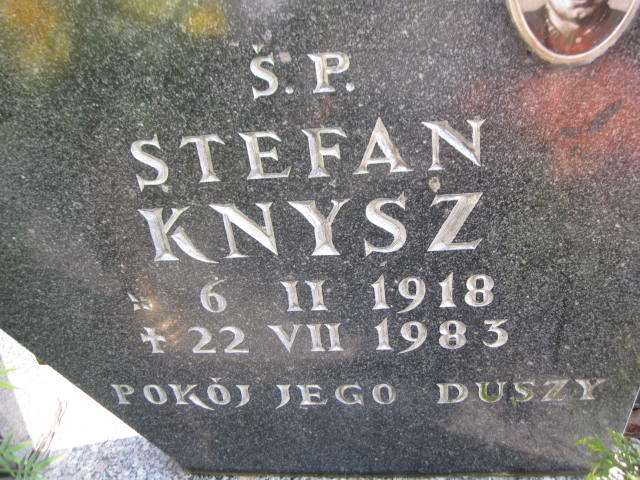 Ś.P.
STEFAN
KNYSZ
* 6 II 1918
✝ 22 VII 1983
POKÓJ JEGO DUSZY